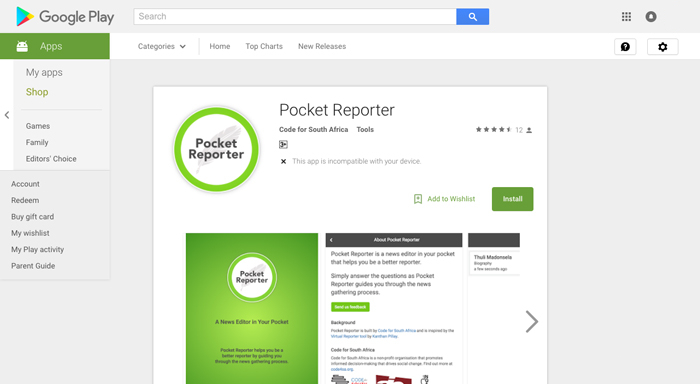 Google Play
Search
Apps
Categories
Home
Top Charts
New Releases
My apps
Shop
Games
Family
Editors' Choice
Account
Redeem
Buy gift card
My wishlist
My Play activity
Parent Guide
Pocket
Reporter
Pocket Reporter
Code for South Africa Tools
12
3+
This app is incompatible with your device.
Add to Wishlist
Install
Pocket
Reporter
A News Editor in Your Pocket
Pocket Reporter helps you be a
better reporter by guiding you
through the news gathering
process.
About Pocket Reporter
Pocket Reporter is a news editor in your pocket
that helps you be a better reporter.
Simply answer the questions as Pocket
Reporter guides you through the news
gathering process.
Send us feedback
Background
Pocket Reporter is built by Code for South Africa and is inspired by the
Virtual Reporter tool by Kanthan Pillay.
Code for South Africa
Code for South Africa is a non-profit organisation that promotes
informed decision-making that drives social change. Find out more at
code4sa.org.
Thuli Madonsela
biography
a few seconds ago